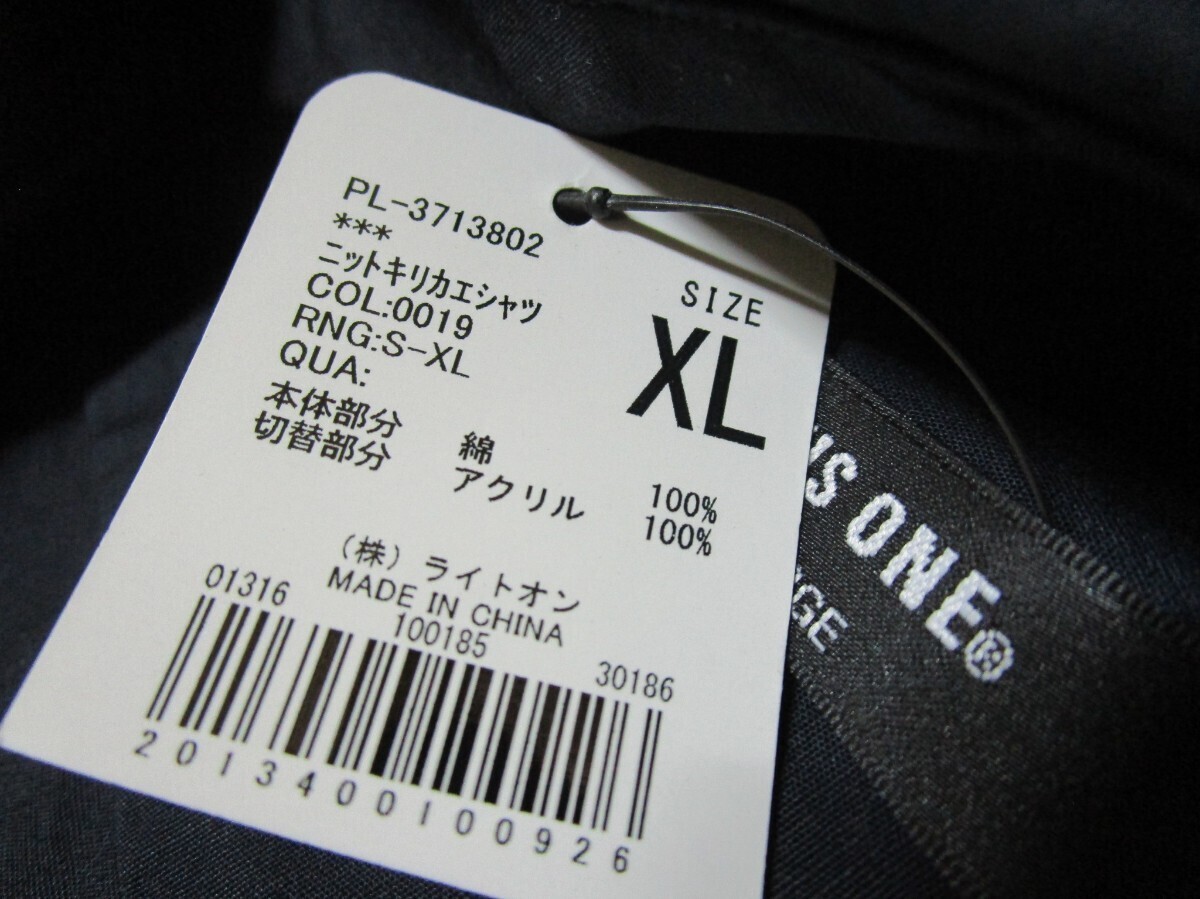 PL-3713802
***
ニットキリカエシャツ
COL:0019
RNG:S-XL
QUA:
本体部分 綿 100%
切替部分 アクリル 100%
SIZE
XL
(株)ライトオン
MADE IN CHINA
01316 100185 30186
2013400100926
ONE®